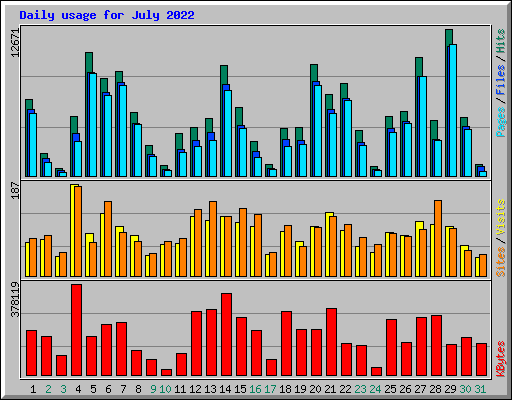 Daily usage for July 2022
12671
Pages / Files / Hits
187
Sites / Visits
378119
KBytes
1 2 3 4 5 6 7 8 9 10 11 12 13 14 15 16 17 18 19 20 21 22 23 24 25 26 27 28 29 30 31